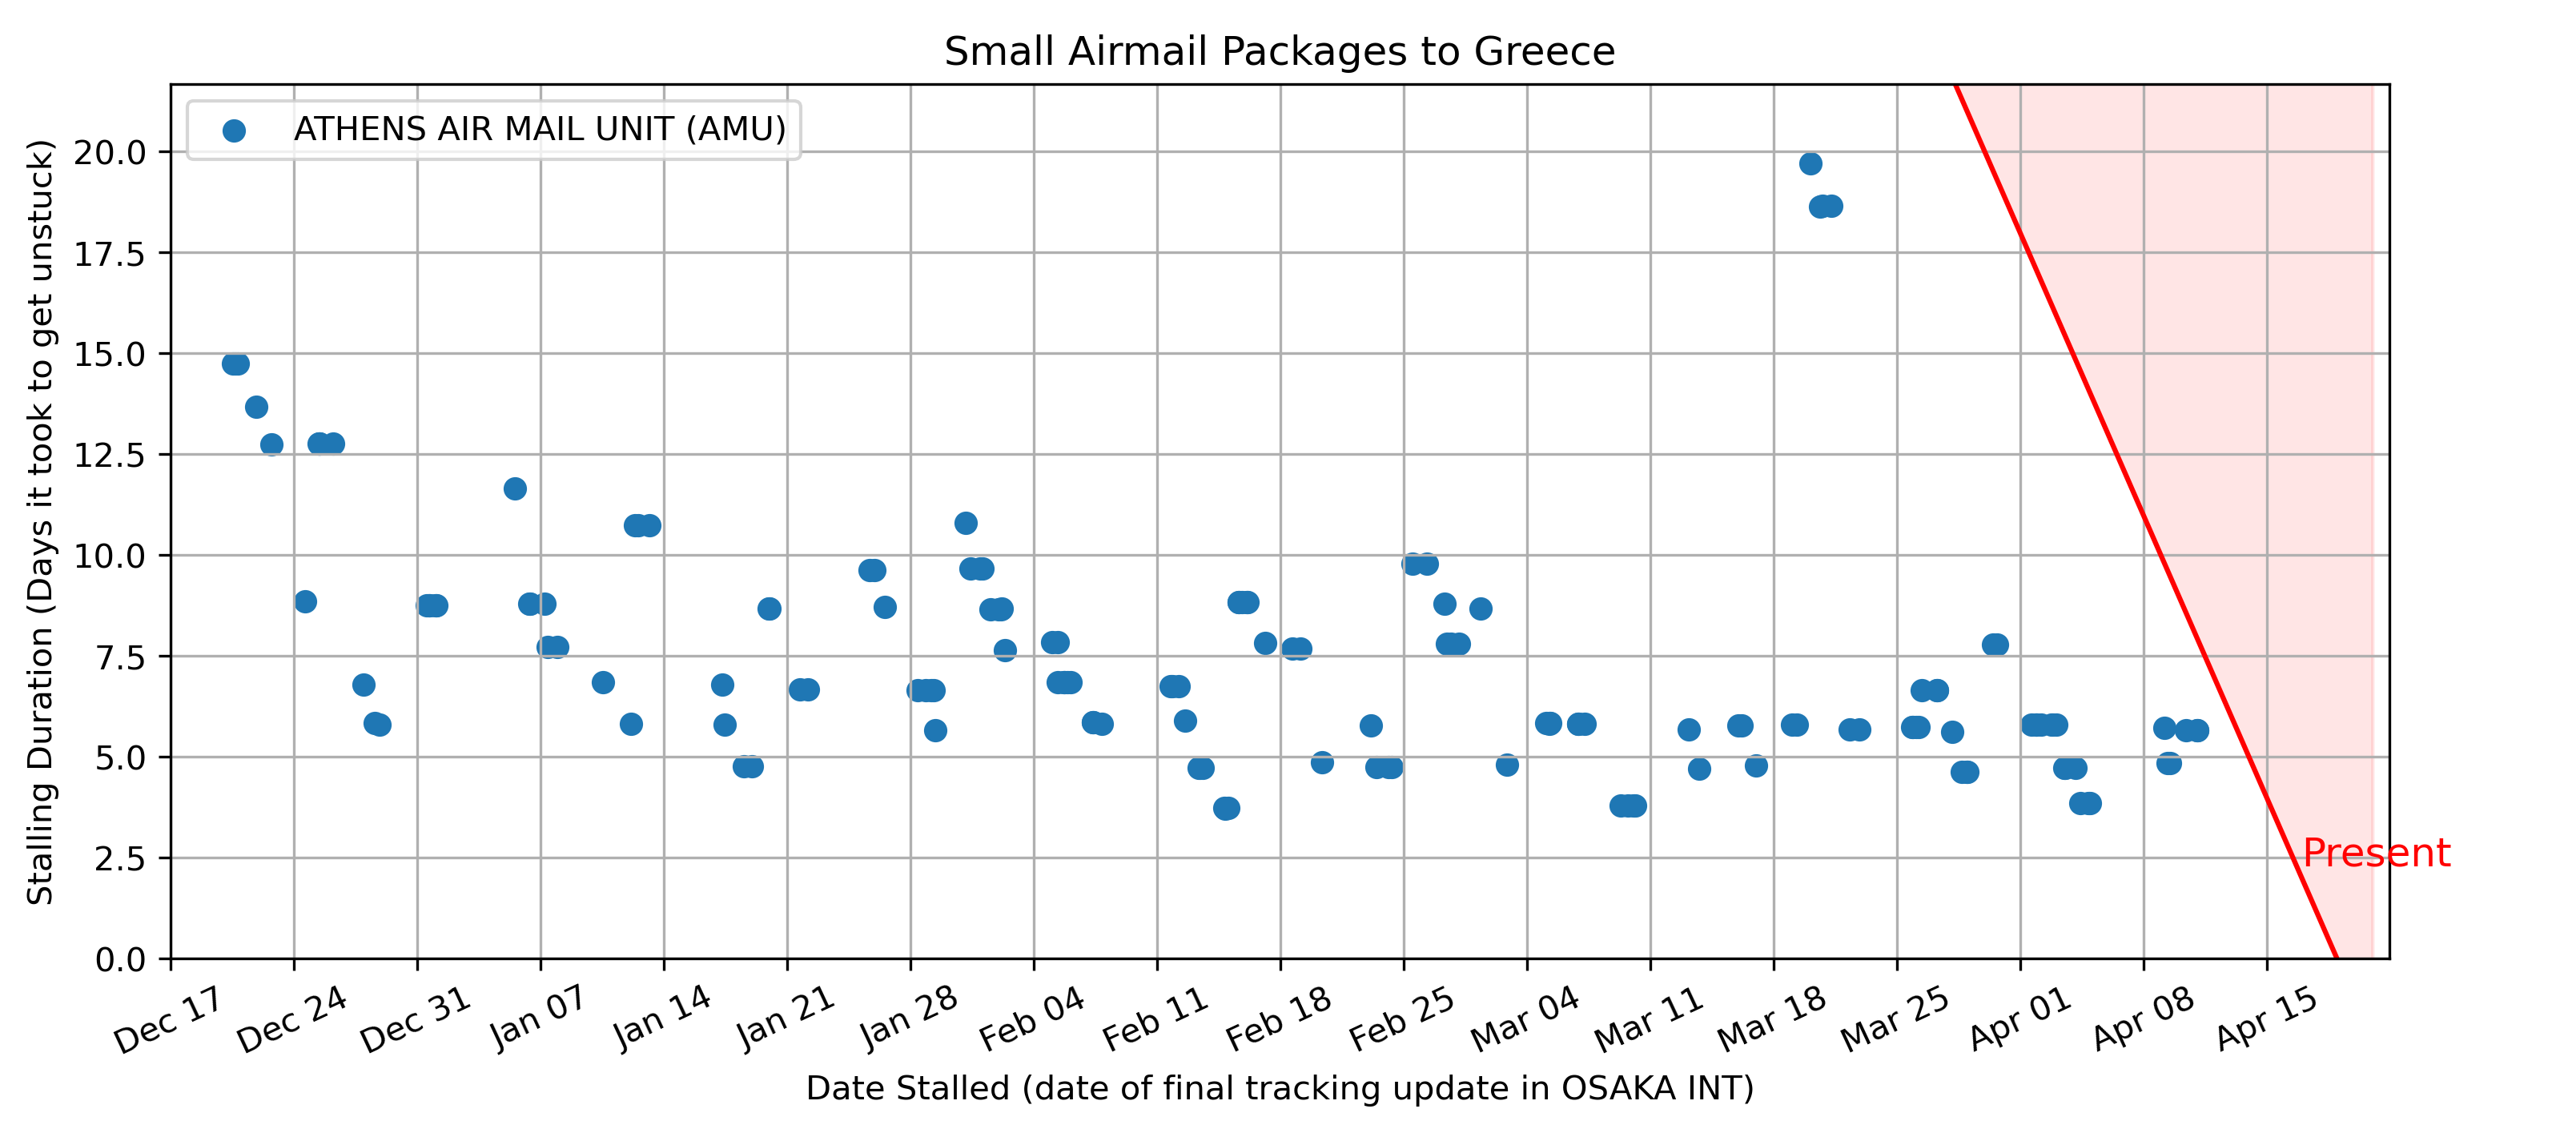 Small Airmail Packages to Greece
ATHENS AIR MAIL UNIT (AMU)
Stalling Duration (Days it took to get unstuck)
20.0
17.5
15.0
12.5
10.0
7.5
5.0
2.5
0.0
Present
Dec 17 Dec 24 Dec 31 Jan 07 Jan 14 Jan 21 Jan 28 Feb 04 Feb 11 Feb 18 Feb 25 Mar 04 Mar 11 Mar 18 Mar 25 Apr 01 Apr 08 Apr 15
Date Stalled (date of final tracking update in OSAKA INT)